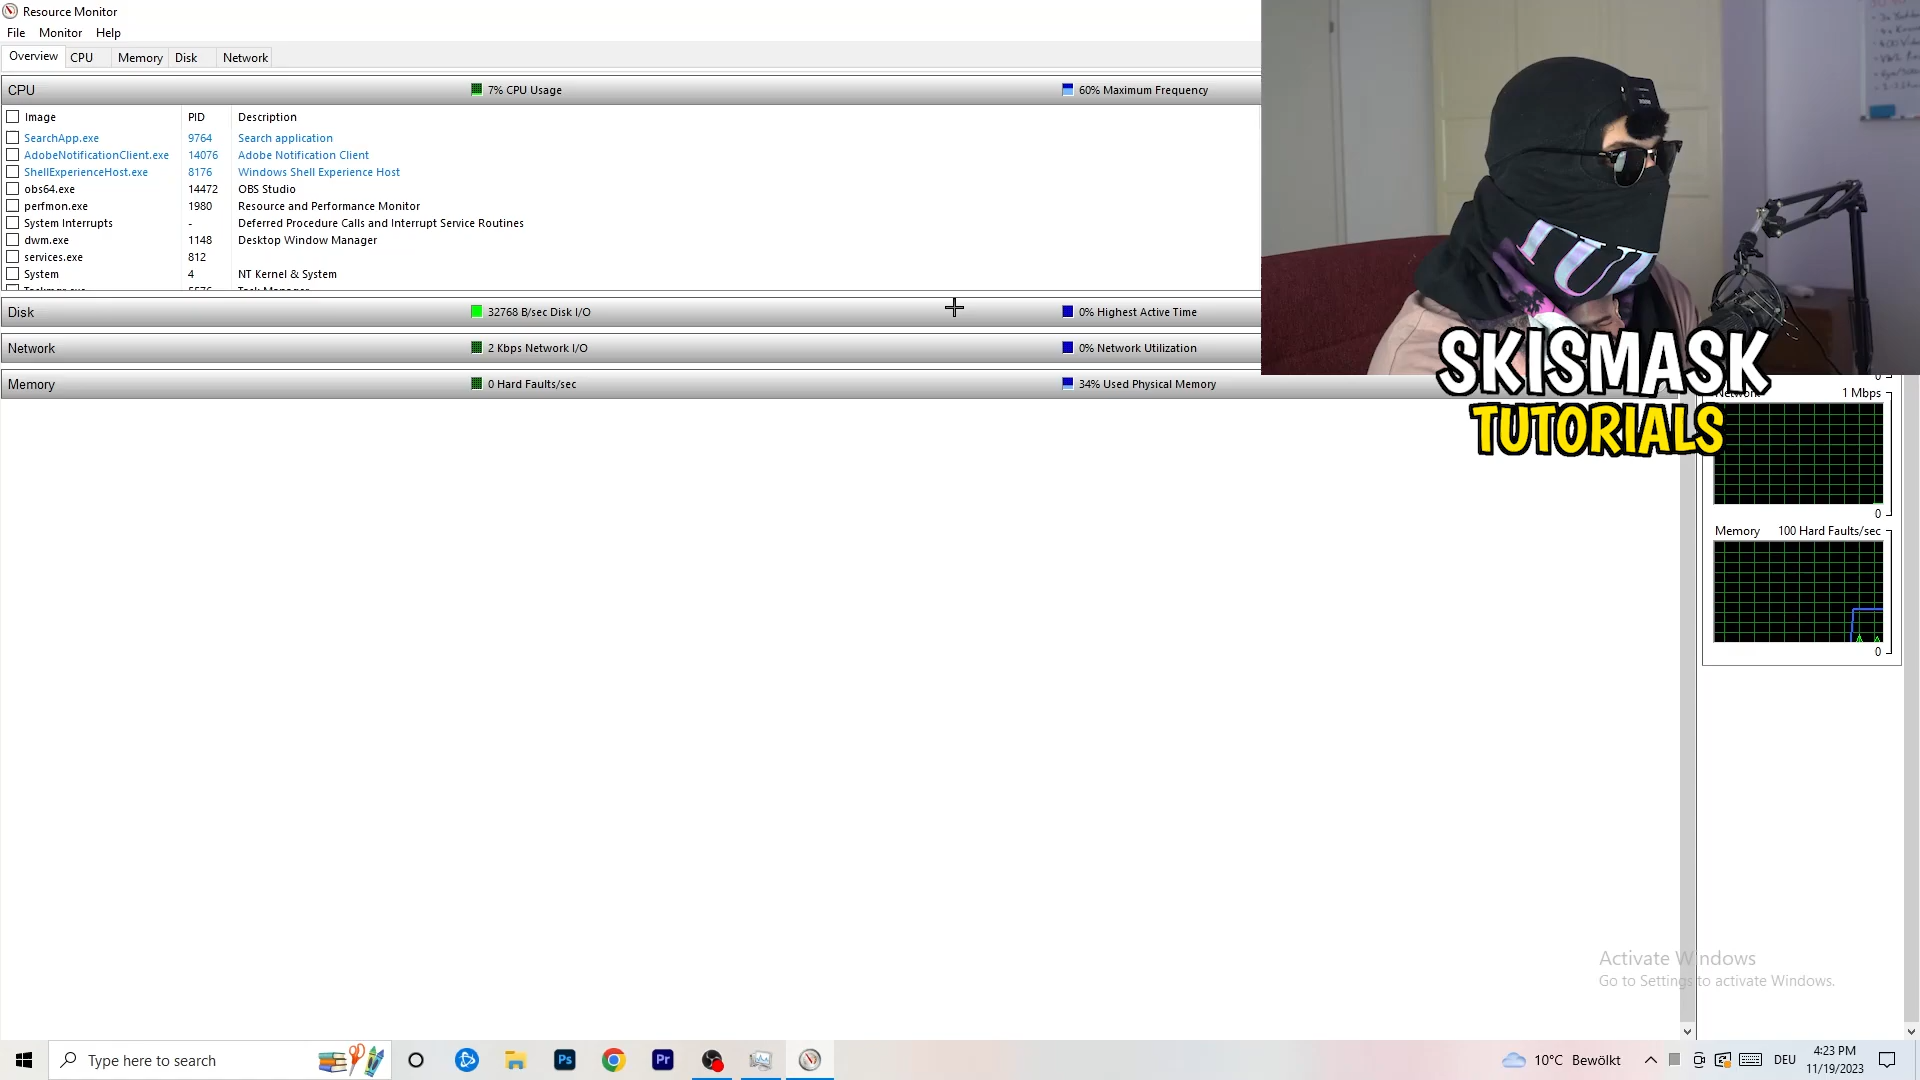 Resource Monitor
File Monitor Help
Overview CPU Memory Disk Network
CPU 7% CPU Usage 60% Maximum Frequency
Image PID Description
SearchApp.exe 9764 Search application
AdobeNotificationClient.exe 14076 Adobe Notification Client
ShellExperienceHost.exe 8176 Windows Shell Experience Host
obs64.exe 14472 OBS Studio
perfmon.exe 1980 Resource and Performance Monitor
System Interrupts - Deferred Procedure Calls and Interrupt Service Routines
dwm.exe 1148 Desktop Window Manager
services.exe 812
System 4 NT Kernel & System
Disk 32768 B/sec Disk I/O 0% Highest Active Time
Network 2 Kbps Network I/O 0% Network Utilization
Memory 0 Hard Faults/sec 34% Used Physical Memory
SKISMASK
TUTORIALS
Network 1 Mbps
0
Memory 100 Hard Faults/sec
0
Activate Windows
Go to Settings to activate Windows.
Type here to search
Ps
Pr
10°C Bewölkt
DEU
4:23 PM
11/19/2023